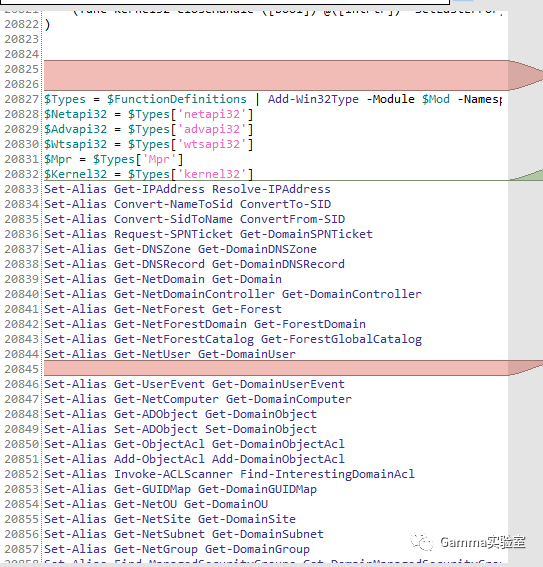 20822 )
20823
20824
20825
20826
20827 $Types = $FunctionDefinitions | Add-Win32Type -Module $Mod -Namesp
20828 $Netapi32 = $Types['netapi32']
20829 $Advapi32 = $Types['advapi32']
20830 $Wtsapi32 = $Types['wtsapi32']
20831 $Mpr = $Types['Mpr']
20832 $Kernel32 = $Types['kernel32']
20833 Set-Alias Get-IPAddress Resolve-IPAddress
20834 Set-Alias Convert-NameToSid ConvertTo-SID
20835 Set-Alias Convert-SidToName ConvertFrom-SID
20836 Set-Alias Request-SPNTicket Get-DomainSPNTicket
20837 Set-Alias Get-DNSZone Get-DomainDNSZone
20838 Set-Alias Get-DNSRecord Get-DomainDNSRecord
20839 Set-Alias Get-NetDomain Get-Domain
20840 Set-Alias Get-NetDomainController Get-DomainController
20841 Set-Alias Get-NetForest Get-Forest
20842 Set-Alias Get-NetForestDomain Get-ForestDomain
20843 Set-Alias Get-NetForestCatalog Get-ForestGlobalCatalog
20844 Set-Alias Get-NetUser Get-DomainUser
20845
20846 Set-Alias Get-UserEvent Get-DomainUserEvent
20847 Set-Alias Get-NetComputer Get-DomainComputer
20848 Set-Alias Get-ADObject Get-DomainObject
20849 Set-Alias Set-ADObject Set-DomainObject
20850 Set-Alias Get-ObjectAcl Get-DomainObjectAcl
20851 Set-Alias Add-ObjectAcl Add-DomainObjectAcl
20852 Set-Alias Invoke-ACLScanner Find-InterestingDomainAcl
20853 Set-Alias Get-GUIDMap Get-DomainGUIDMap
20854 Set-Alias Get-NetOU Get-DomainOU
20855 Set-Alias Get-NetSite Get-DomainSite
20856 Set-Alias Get-NetSubnet Get-DomainSubnet
20857 Set-Alias Get-NetGroup Get-DomainGroup
Gamma实验室